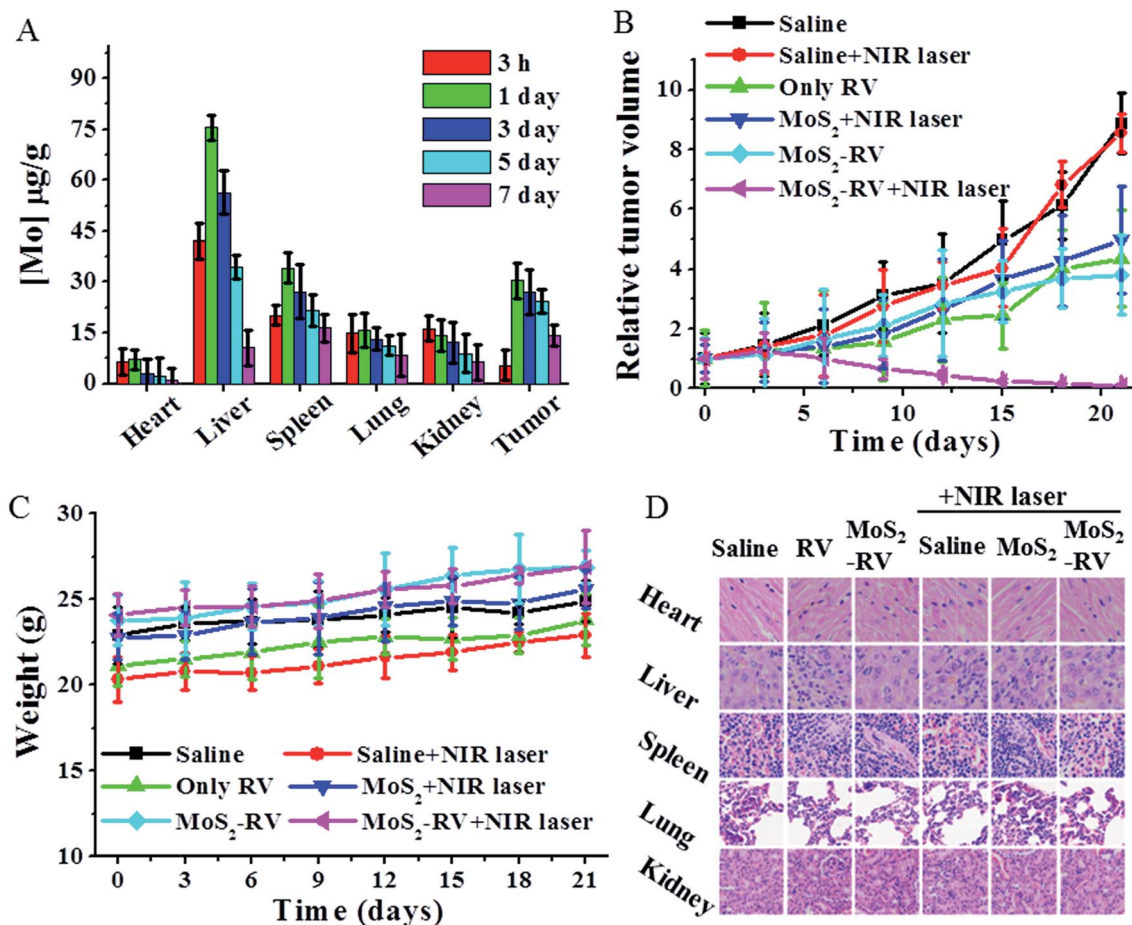 A
[Mo] μg/g
90
75
60
45
30
15
0
3 h
1 day
3 day
5 day
7 day
Heart
Liver
Spleen
Lung
Kidney
Tumor
B
Relative tumor volume
10
8
6
4
2
0
Saline
Saline+NIR laser
Only RV
MoS₂+NIR laser
MoS₂-RV
MoS₂-RV+NIR laser
0
5
10
15
20
Time (days)
C
Weight (g)
30
25
20
15
10
Saline
Saline+NIR laser
Only RV
MoS₂+NIR laser
MoS₂-RV
MoS₂-RV+NIR laser
0
3
6
9
12
15
18
21
Time (days)
D
+NIR laser
Saline
RV
MoS₂
-RV
Saline
MoS₂
MoS₂
-RV
Heart
Liver
Spleen
Lung
Kidney